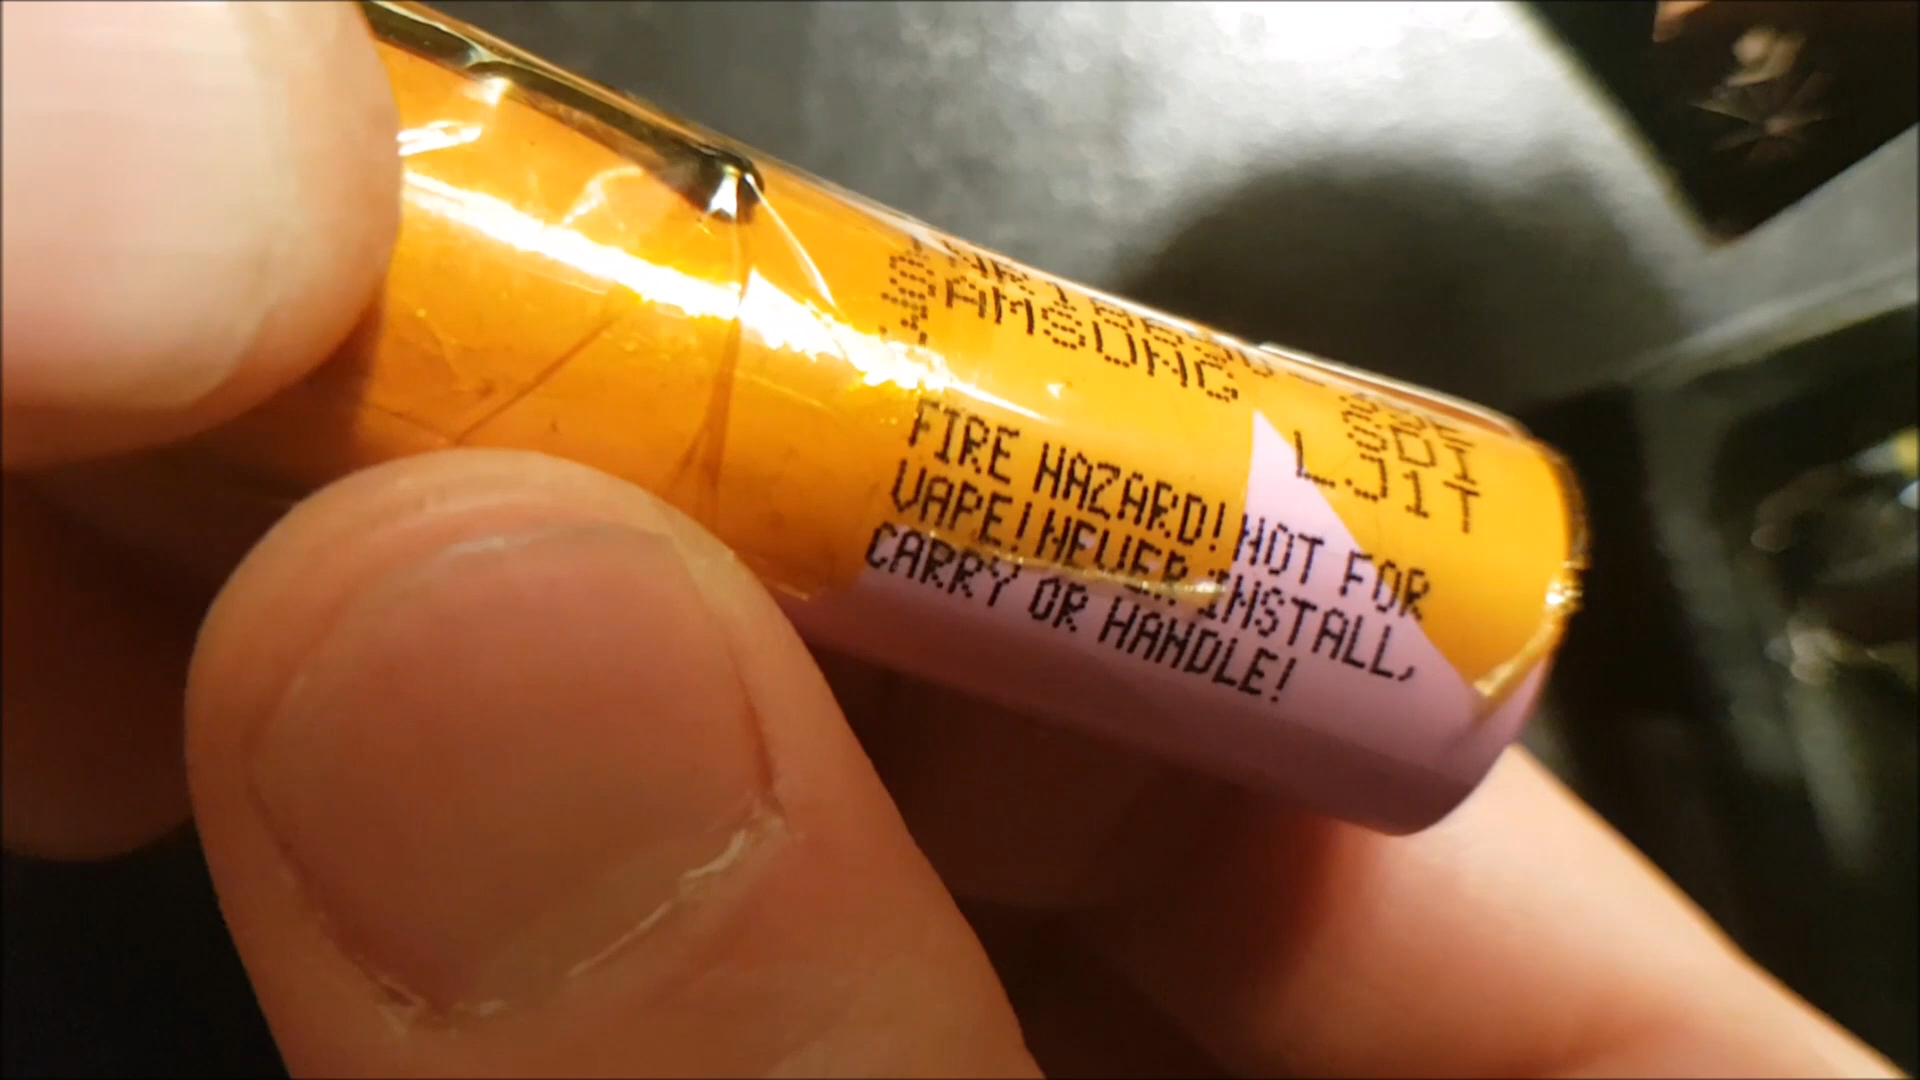 SAMSUNG
SDI
LJ1T
FIRE HAZARD! NOT FOR
VAPE! NEVER INSTALL,
CARRY OR HANDLE!